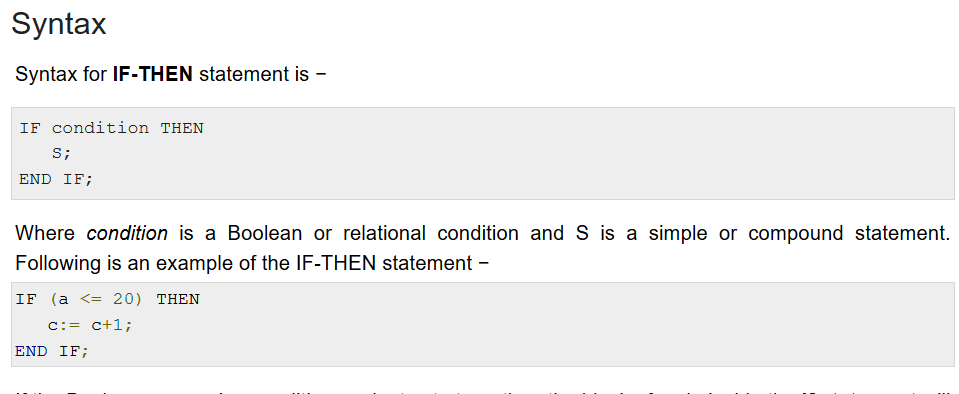 Syntax
Syntax for IF-THEN statement is −
IF condition THEN
S;
END IF;
Where condition is a Boolean or relational condition and S is a simple or compound statement.
Following is an example of the IF-THEN statement −
IF (a <= 20) THEN
c:= c+1;
END IF;